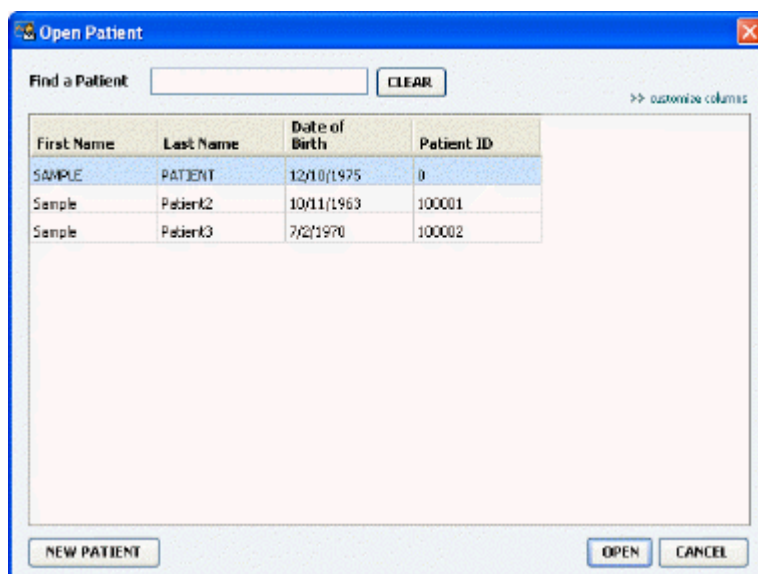 Open Patient
Find a Patient CLEAR
>> customize columns
First Name Last Name Date of Birth Patient ID
SAMPLE PATIENT 12/10/1975 0
Sample Patient2 10/11/1963 100001
Sample Patient3 7/2/1970 100002
NEW PATIENT OPEN CANCEL